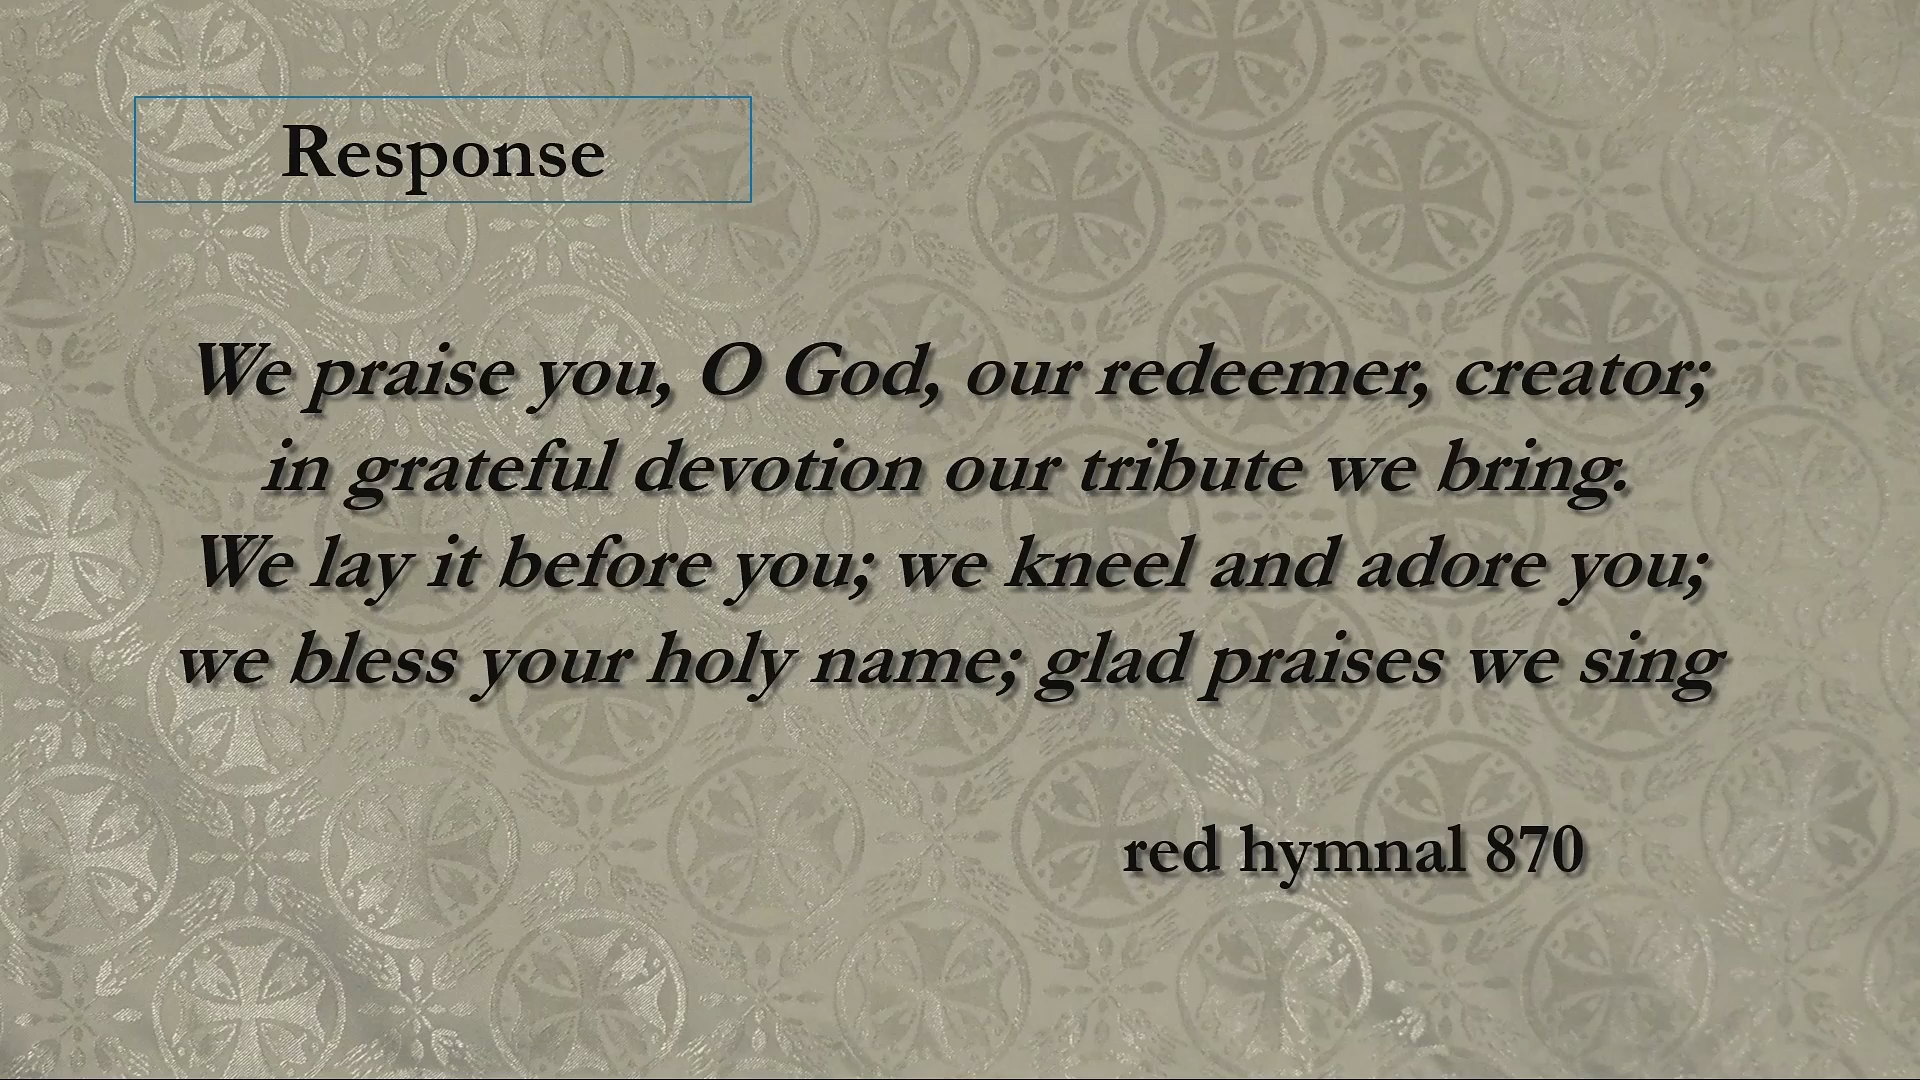 Response
We praise you, O God, our redeemer, creator;
in grateful devotion our tribute we bring.
We lay it before you; we kneel and adore you;
we bless your holy name; glad praises we sing
red hymnal 870